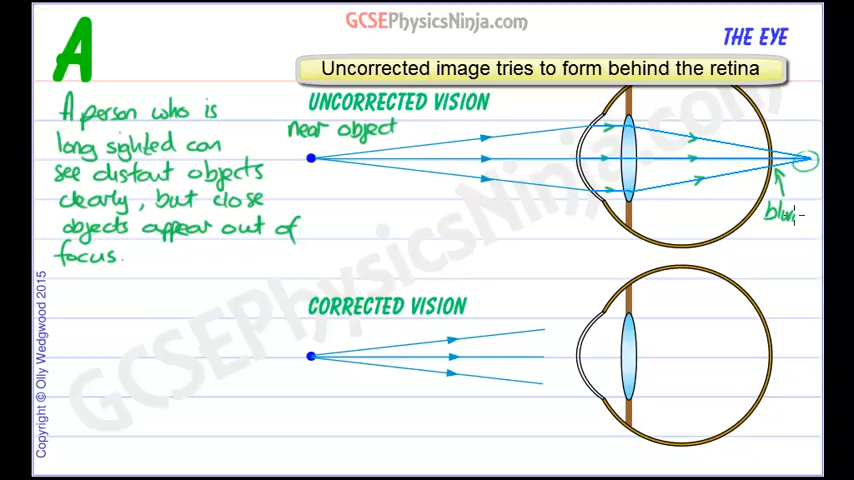 GCSEPhysicsNinja.com
THE EYE
A
Uncorrected image tries to form behind the retina
UNCORRECTED VISION
near object
A person who is
long sighted can
see distant objects
clearly, but close
objects appear out of
focus.
CORRECTED VISION
GCSEPhysicsNinja.com
Copyright © Olly Wedgwood 2015